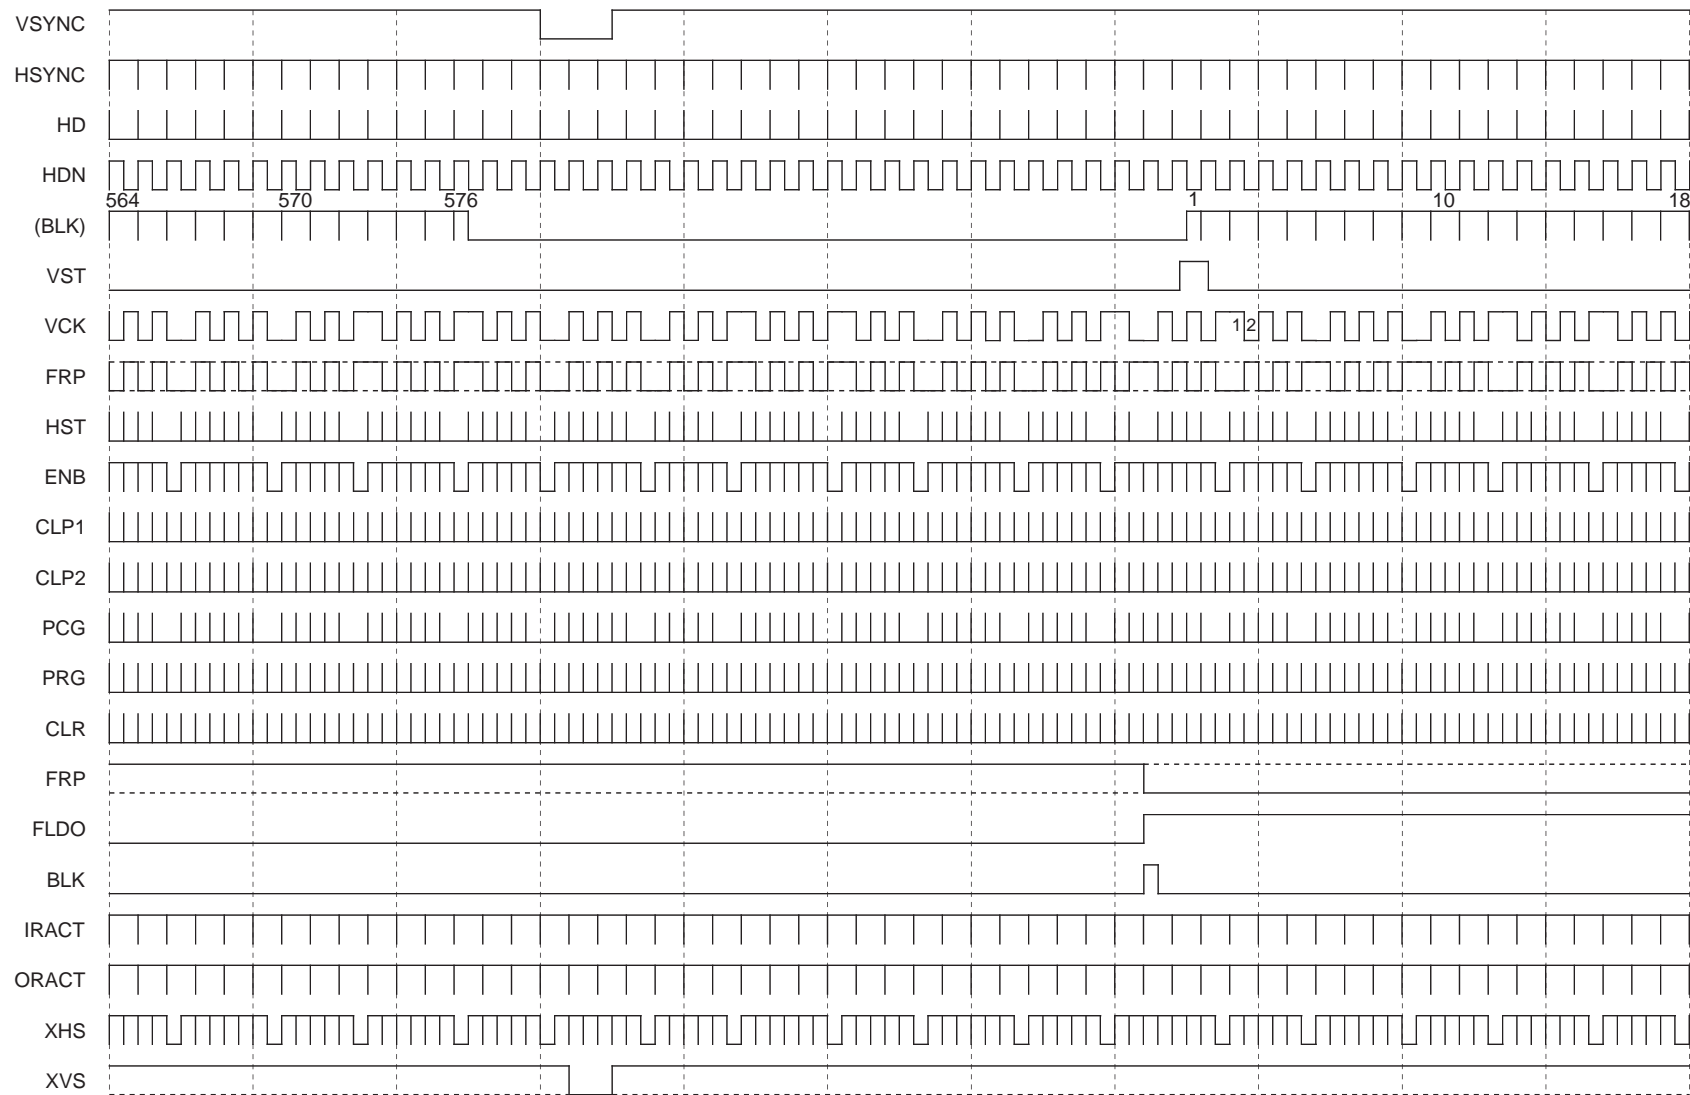 VSYNC
HSYNC
HD
HDN
564 570 576 1 10 18
(BLK)
VST
VCK 1 2
FRP
HST
ENB
CLP1
CLP2
PCG
PRG
CLR
FRP
FLDO
BLK
IRACT
ORACT
XHS
XVS